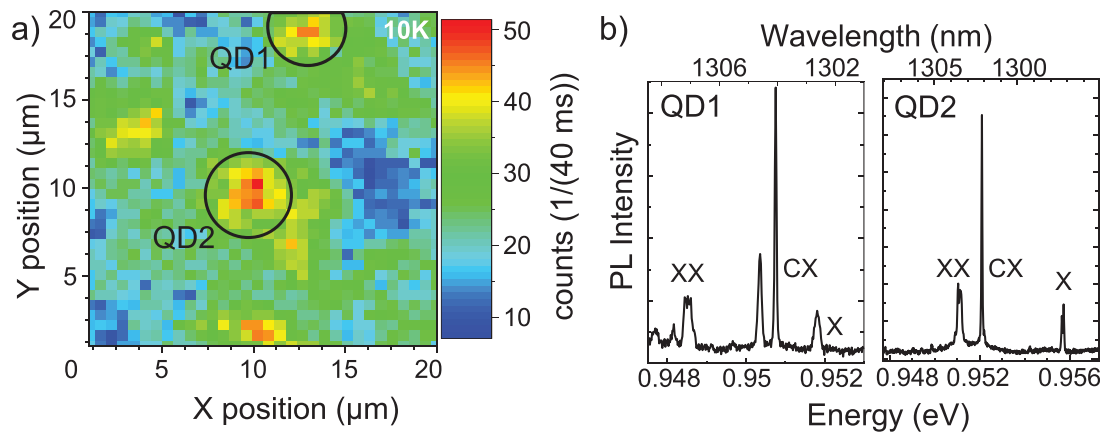 a)
20
15
10
5
0
5
10
15
20
Y position (µm)
X position (µm)
QD1
QD2
10K
50
40
30
20
10
counts (1/(40 ms))
b)
Wavelength (nm)
1306
1302
1305
1300
QD1
QD2
PL Intensity
XX
CX
X
XX
CX
X
0.948
0.95
0.952
0.948
0.952
0.956
Energy (eV)